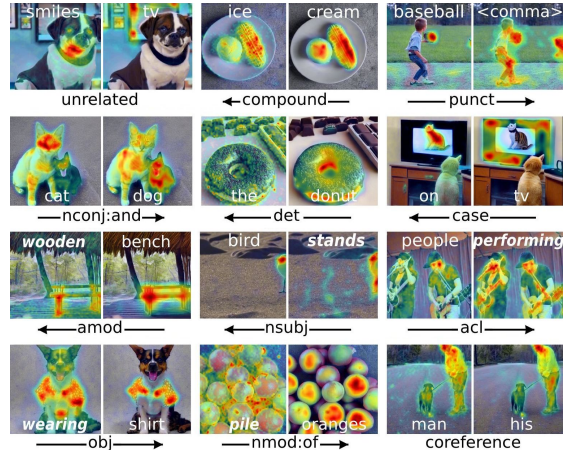 smiles tv ice cream baseball <comma>
unrelated compound punct
cat dog the donut on tv
nconj:and det case
wooden bench bird stands people performing
amod nsubj acl
wearing shirt pile oranges man his
obj nmod:of coreference